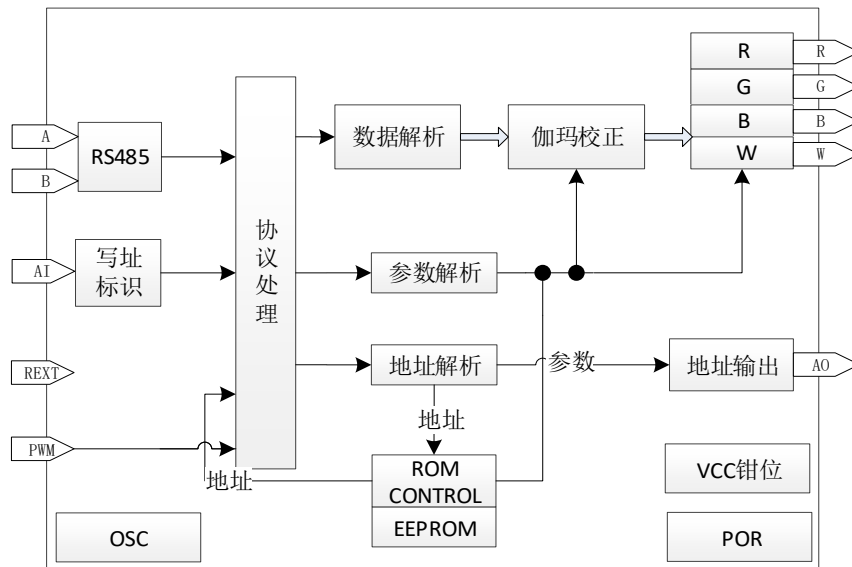 R
R
G
G
A
数据解析
伽玛校正
B
B
RS485
B
W
W
协
议
处
理
AI
写址
标识
参数解析
REXT
地址解析
参数
地址输出
AO
地址
PWM
地址
ROM
CONTROL
VCC钳位
EEPROM
OSC
POR